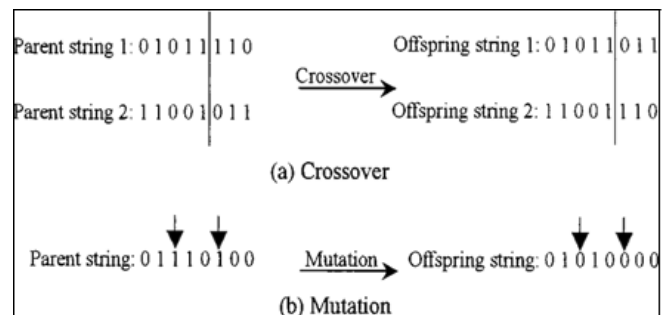 Parent string 1: 0 1 0 1 1 1 1 0
Offspring string 1: 0 1 0 1 1 0 1 1
Crossover
Parent string 2: 1 1 0 0 1 0 1 1
Offspring string 2: 1 1 0 0 1 1 1 0
(a) Crossover
Parent string: 0 1 1 1 0 1 0 0
Mutation
Offspring string: 0 1 0 1 0 0 0 0
(b) Mutation